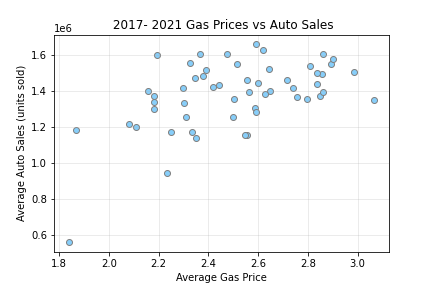 2017- 2021 Gas Prices vs Auto Sales
1e6
1.6
1.4
1.2
1.0
0.8
0.6
Average Auto Sales (units sold)
1.8 2.0 2.2 2.4 2.6 2.8 3.0
Average Gas Price